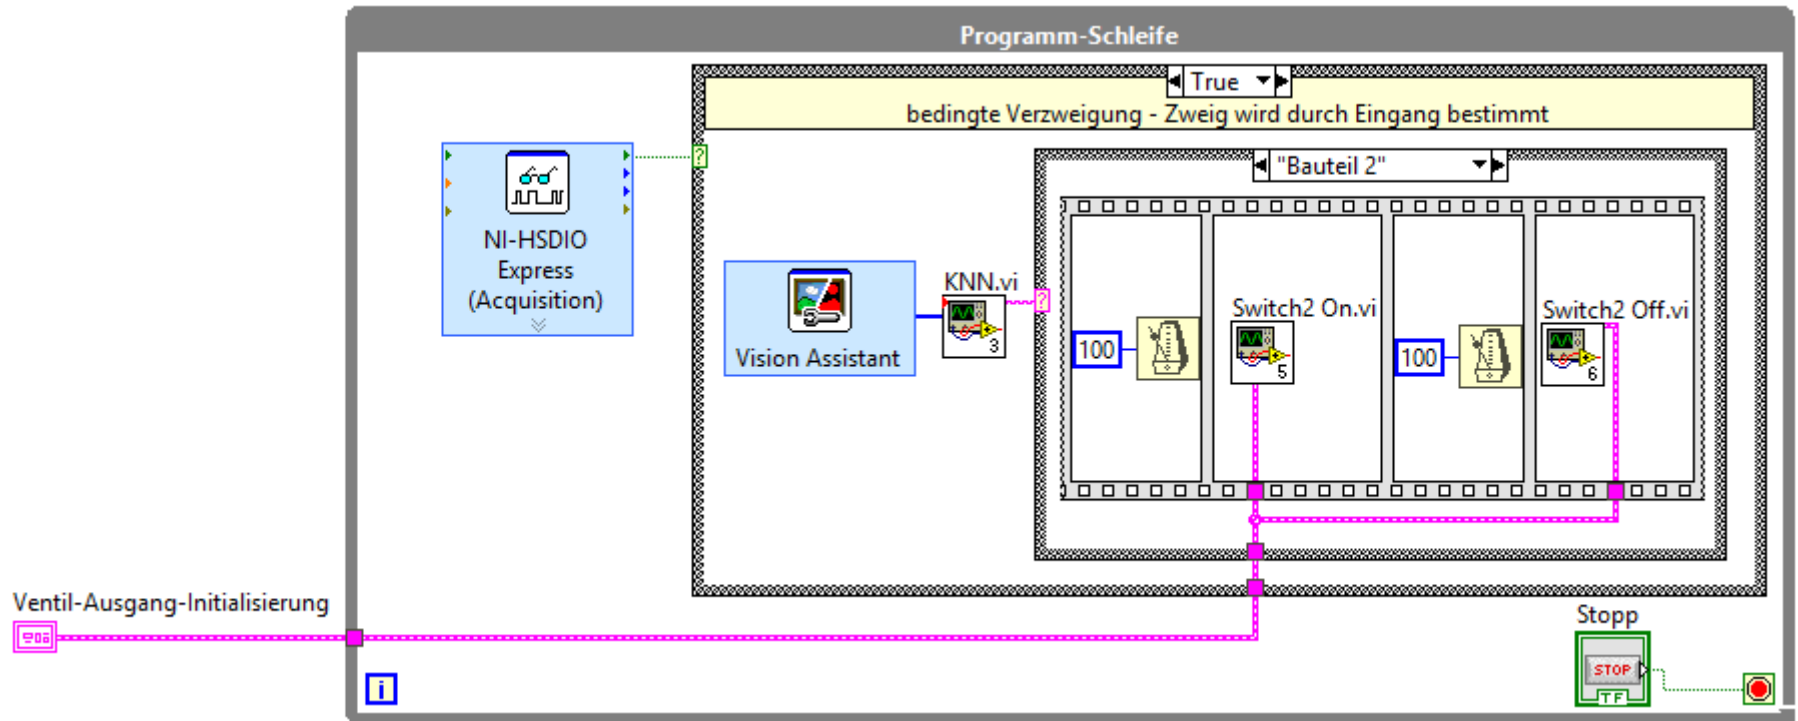 Programm-Schleife
True
bedingte Verzweigung - Zweig wird durch Eingang bestimmt
?
"Bauteil 2"
NI-HSDIO
Express
(Acquisition)
Vision Assistant
KNN.vi
3
?
100
Switch2 On.vi
5
100
Switch2 Off.vi
6
Ventil-Ausgang-Initialisierung
i
Stopp
STOP
TF